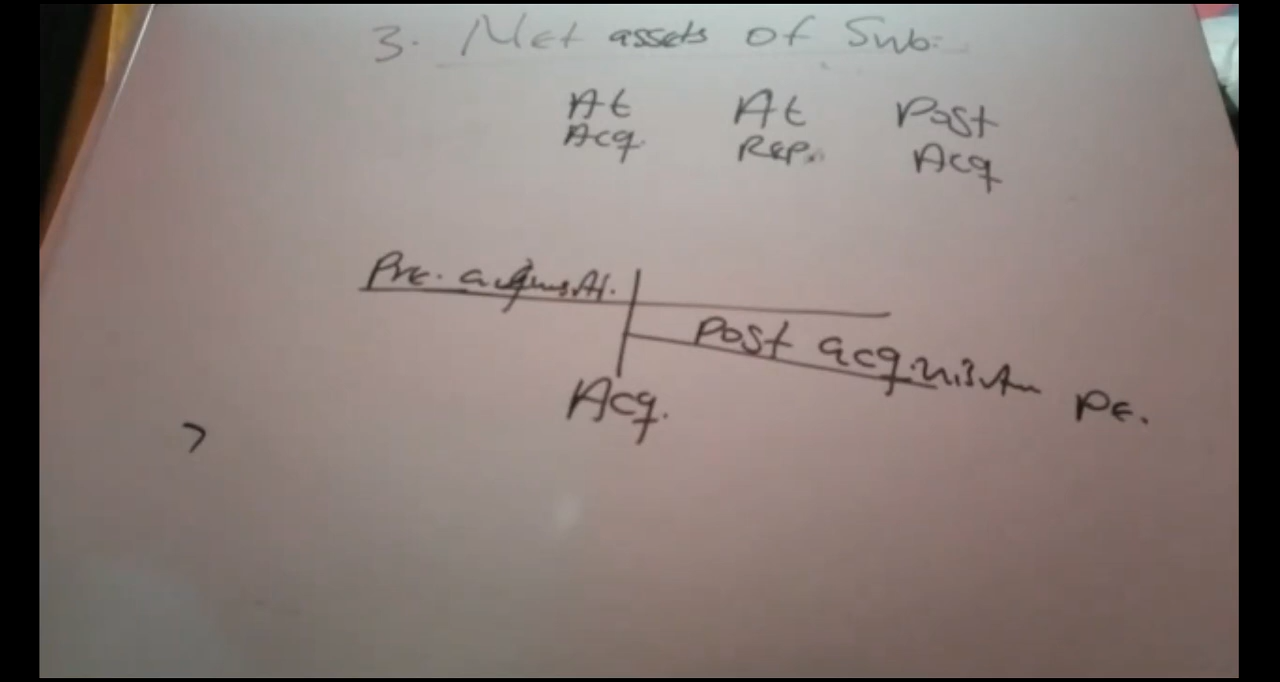 3. Net assets of Sub:
At At Post
Acq. Rep. Acq
Pre. acquisit.
Post acquisition PE.
Acq.
>